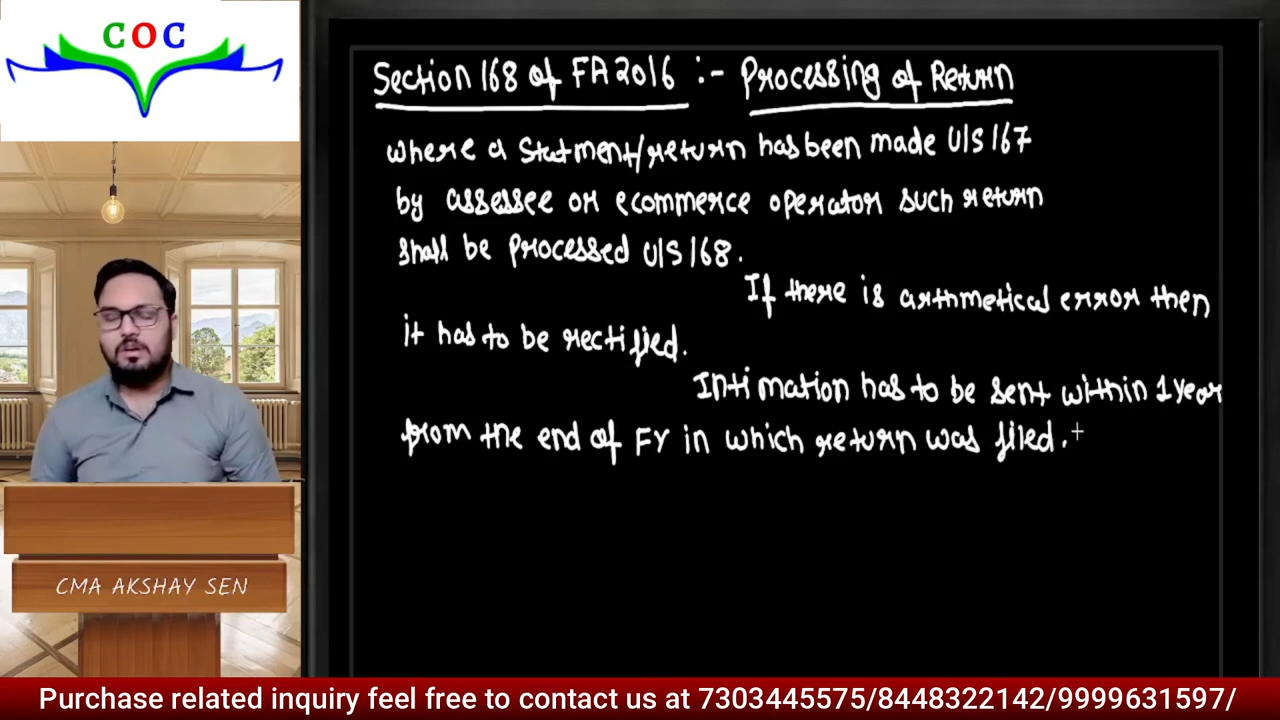 COC
Section 168 of FA 2016 :- Processing of Return
where a Statment/return has been made U/S 167
by assessee or ecommerce operator such return
shall be processed U/S 168.
If there is arthmetical error then
it has to be rectified.
Intimation has to be sent within 1 year
from the end of FY in which return was filed.
CMA AKSHAY SEN
Purchase related inquiry feel free to contact us at 7303445575/8448322142/9999631597/